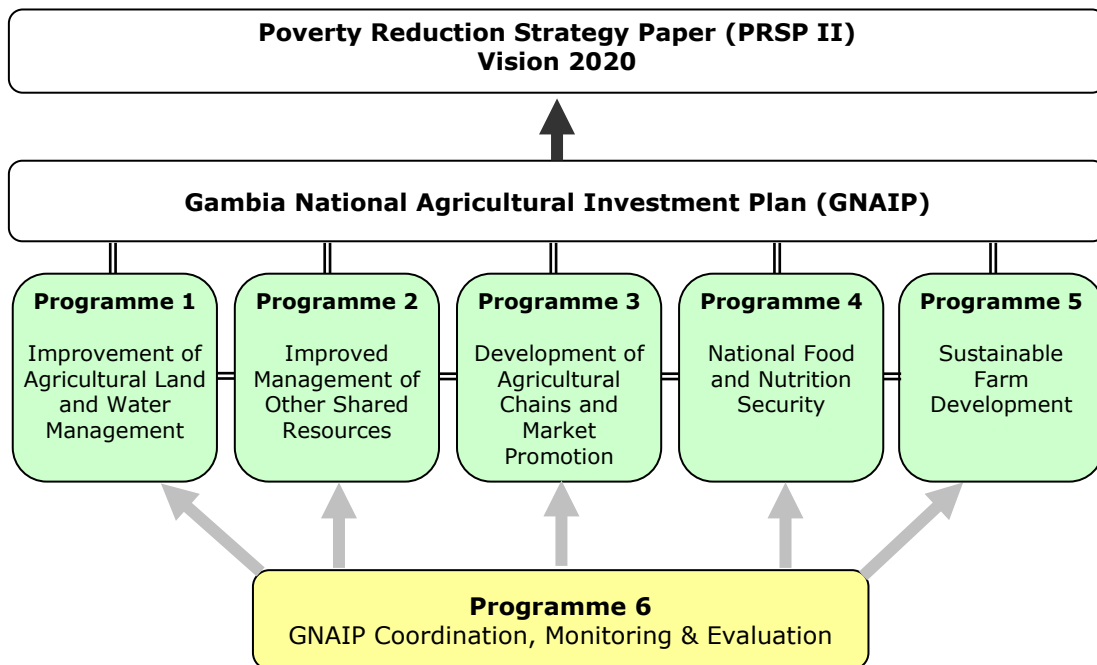 Poverty Reduction Strategy Paper (PRSP II)
Vision 2020
Gambia National Agricultural Investment Plan (GNAIP)
Programme 1
Improvement of
Agricultural Land
and Water
Management
Programme 2
Improved
Management of
Other Shared
Resources
Programme 3
Development of
Agricultural
Chains and
Market
Promotion
Programme 4
National Food
and Nutrition
Security
Programme 5
Sustainable
Farm
Development
Programme 6
GNAIP Coordination, Monitoring & Evaluation